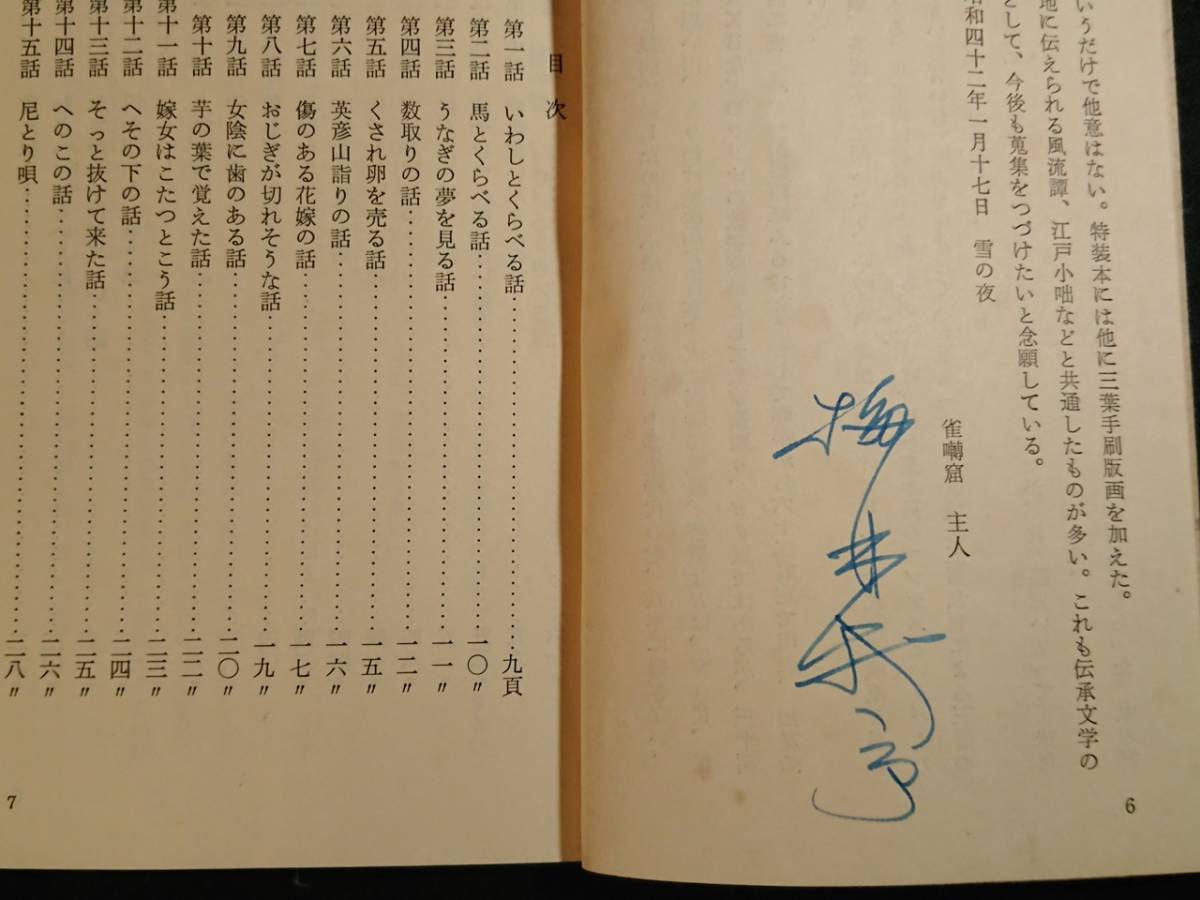 いうだけで他意はない。特装本には他に三葉手刷版画を加えた。
地に伝えられる風流譚、江戸小咄などと共通したものが多い。これも伝承文学の
として、今後も蒐集をつづけたいと念願している。
昭和四十二年一月十七日 雪の夜
雀囀窟 主人
梅林新市
6
目次
第一話 いわしとくらべる話…………九頁
第二話 馬とくらべる話…………一〇〃
第三話 うなぎの夢を見る話…………一一〃
第四話 数取りの話…………一二〃
第五話 くされ卵を売る話…………一五〃
第六話 英彦山詣りの話…………一六〃
第七話 傷のある花嫁の話…………一七〃
第八話 おじぎが切れそうな話…………一九〃
第九話 女陰に歯のある話…………二〇〃
第十話 芋の葉で覚えた話…………二二〃
第十一話 嫁女はこたつとこう話…………二三〃
第十二話 へその下の話…………二四〃
第十三話 そっと抜けて来た話…………二五〃
第十四話 へのこの話…………二六〃
第十五話 尼とり唄…………二八〃
7